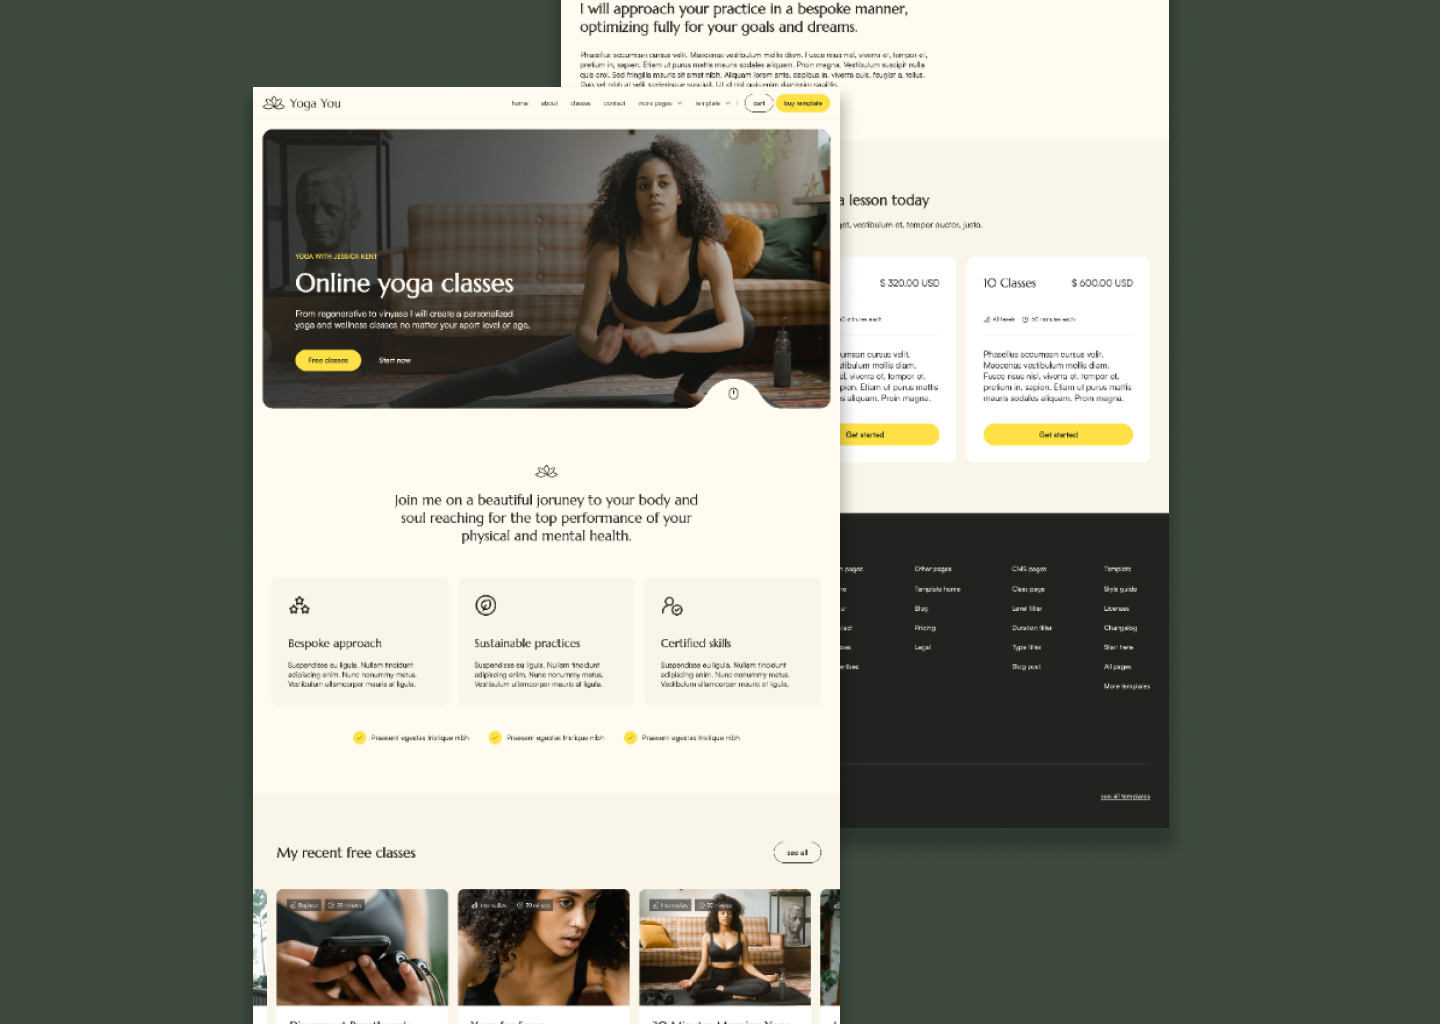 I will approach your practice in a bespoke manner,
optimizing fully for your goals and dreams.
Phasellus accumsan cursus velit. Maecenas vestibulum mollis diam. Fusce risus nisl, viverra et, tempor et,
pretium in, sapien. Etiam ut purus mattis mauris sodales aliquam. Proin magna. Vestibulum suscipit nulla
quis orci. Sed fringilla mauris sit amet nibh. Aliquam lorem ante, dapibus in, viverra quis, feugiat a, tellus.
Duis vel nibh at velit scelerisque suscipit. Ut id nisl quis enim dignissim sagittis.
Yoga You
home about classes contact more pages template cart buy template
YOGA WITH JESSICA KENT
Online yoga classes
From regenerative to vinyasa I will create a personalized
yoga and wellness classes no matter your sport level or age.
Free classes Start now
Join me on a beautiful joruney to your body and
soul reaching for the top performance of your
physical and mental health.
Bespoke approach
Suspendisse eu ligula. Nullam tincidunt
adipiscing enim. Nunc nonummy metus.
Vestibulum ullamcorper mauris at ligula.
Sustainable practices
Suspendisse eu ligula. Nullam tincidunt
adipiscing enim. Nunc nonummy metus.
Vestibulum ullamcorper mauris at ligula.
Certified skills
Suspendisse eu ligula. Nullam tincidunt
adipiscing enim. Nunc nonummy metus.
Vestibulum ullamcorper mauris at ligula.
Praesent egestas tristique nibh Praesent egestas tristique nibh Praesent egestas tristique nibh
My recent free classes
see all
Beginner 30 minutes
Intermediate 30 minutes
Intermediate 30 minutes
a lesson today
get, vestibulum et, tempor auctor, justo.
$ 320.00 USD
60 minutes each
cursus velit.
mollis diam.
viverra et, tempor et,
Etiam ut purus mattis
aliquam. Proin magna.
Get started
10 Classes $ 600.00 USD
All levels 60 minutes each
Phasellus accumsan cursus velit.
Maecenas vestibulum mollis diam.
Fusce risus nisl, viverra et, tempor et,
pretium in, sapien. Etiam ut purus mattis
mauris sodales aliquam. Proin magna.
Get started
pages
Other pages
Template home
Blog
Pricing
Legal
CMS pages
Class page
Level filter
Duration filter
Type filter
Blog post
Template
Style guide
Licenses
Changelog
Start here
All pages
More templates
see all templates